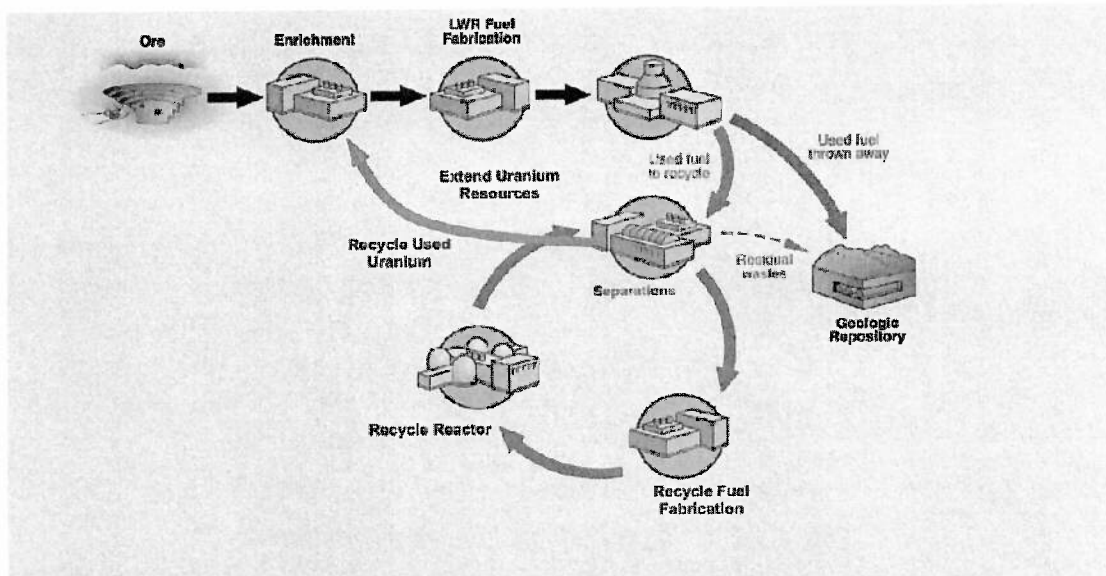 Ore
Enrichment
LWR Fuel
Fabrication
Used fuel
thrown away
Used fuel
to recycle
Extend Uranium
Resources
Recycle Used
Uranium
Residual
wastes
Separations
Geologic
Repository
Recycle Reactor
Recycle Fuel
Fabrication